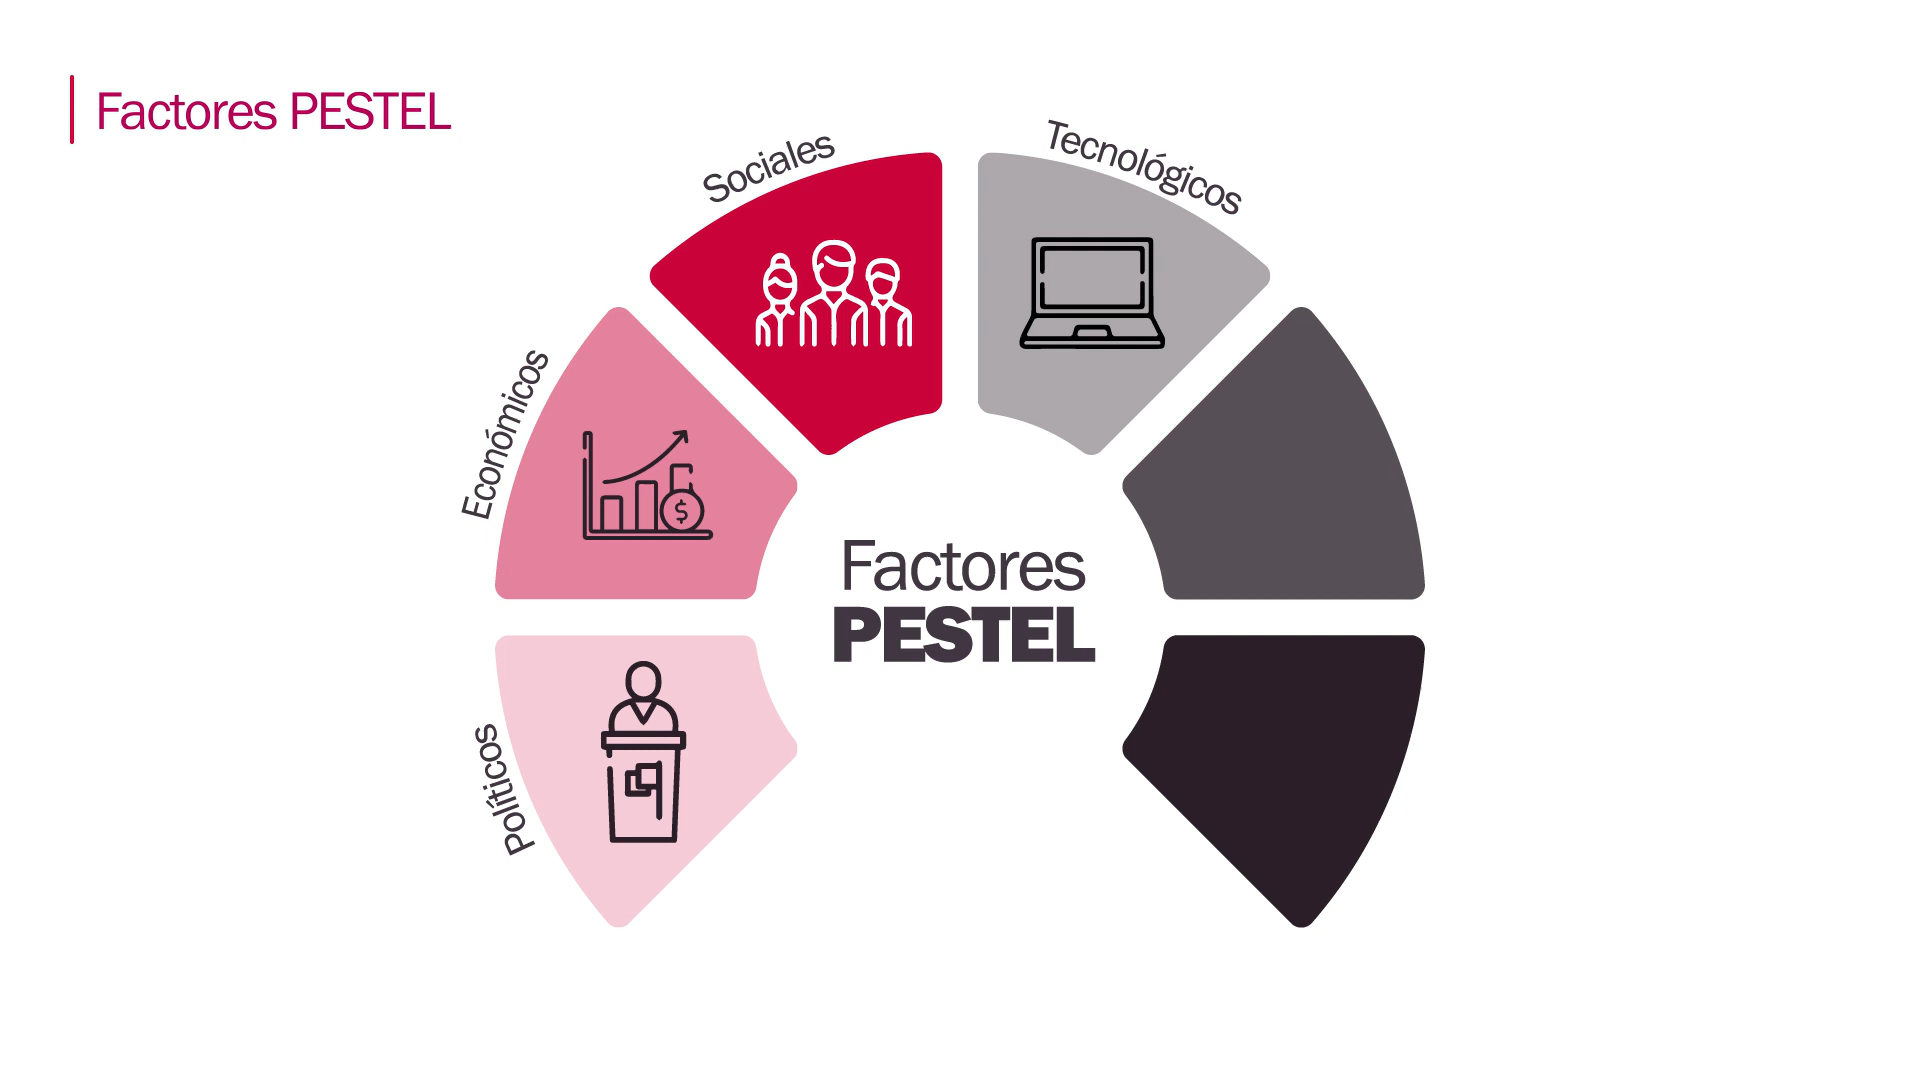 Factores PESTEL
Sociales
Tecnológicos
Económicos
$
Factores
PESTEL
Políticos